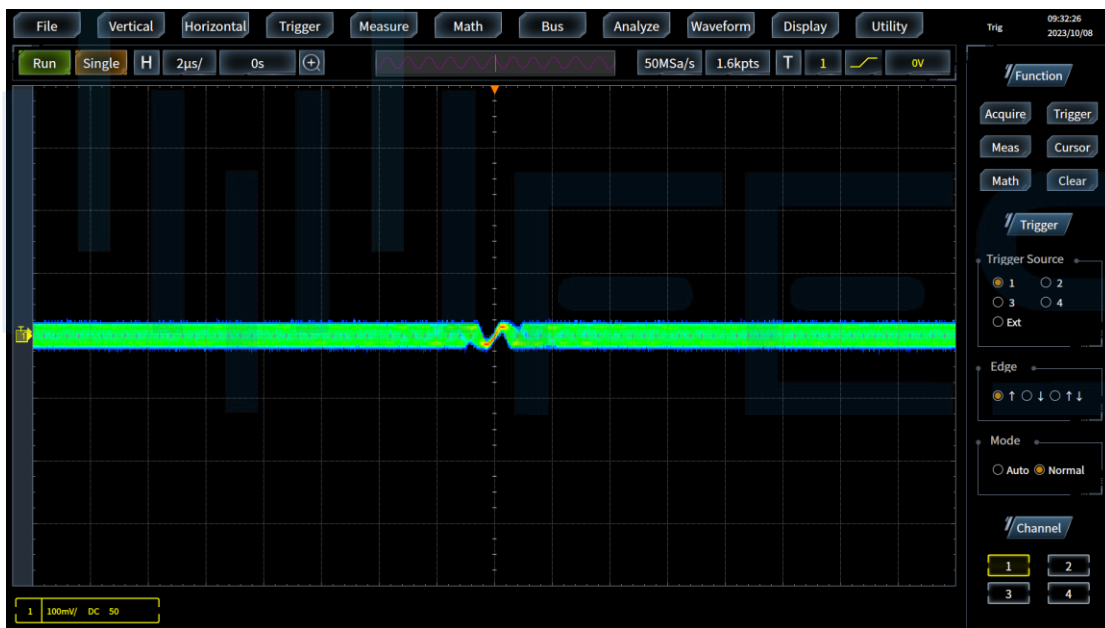 File Vertical Horizontal Trigger Measure Math Bus Analyze Waveform Display Utility Trig 09:32:26
2023/10/08
Run Single H 2μs/ 0s 50MSa/s 1.6kpts T 1 0V
Function
Acquire Trigger
Meas Cursor
Math Clear
Trigger
Trigger Source
1 2
3 4
Ext
Edge
↑ ↓ ↑↓
Mode
Auto Normal
Channel
1 2
3 4
1 100mV/ DC 50